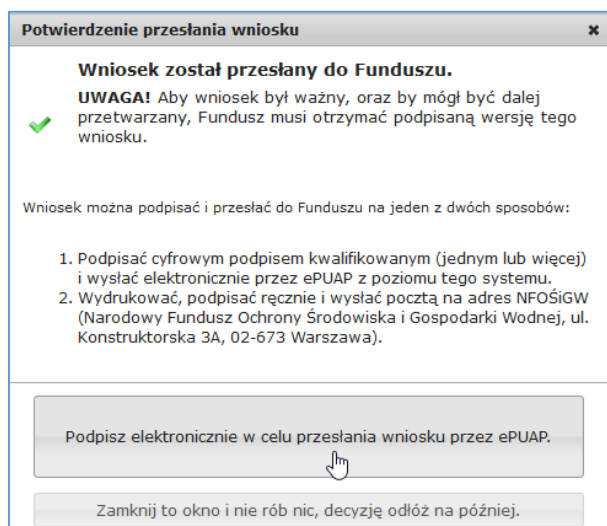 Potwierdzenie przesłania wniosku
Wniosek został przesłany do Funduszu.
UWAGA! Aby wniosek był ważny, oraz by mógł być dalej
przetwarzany, Fundusz musi otrzymać podpisaną wersję tego
wniosku.
Wniosek można podpisać i przesłać do Funduszu na jeden z dwóch sposobów:
1. Podpisać cyfrowym podpisem kwalifikowanym (jednym lub więcej)
i wysłać elektronicznie przez ePUAP z poziomu tego systemu.
2. Wydrukować, podpisać ręcznie i wysłać pocztą na adres NFOŚiGW
(Narodowy Fundusz Ochrony Środowiska i Gospodarki Wodnej, ul.
Konstruktorska 3A, 02-673 Warszawa).
Podpisz elektronicznie w celu przesłania wniosku przez ePUAP.
Zamknij to okno i nie rób nic, decyzję odłóż na później.